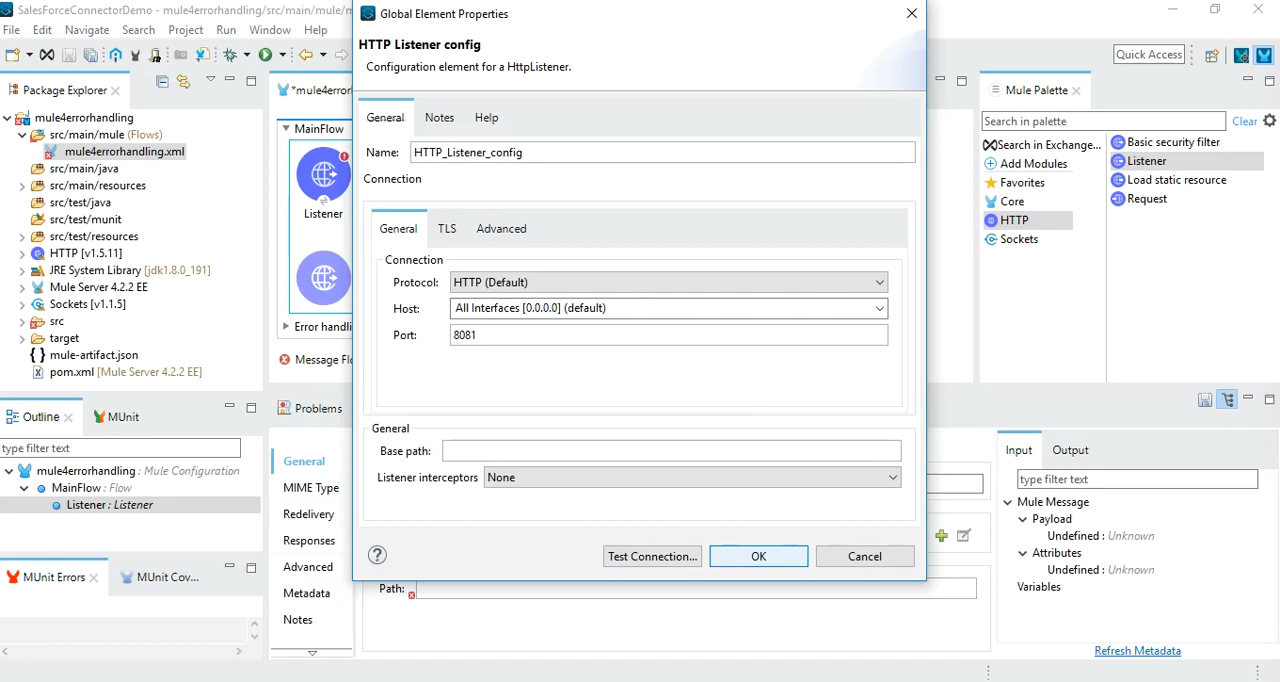 SalesForceConnectorDemo - mule4errorhandling/src/main/mule/m
File Edit Navigate Search Project Run Window Help
Quick Access
Package Explorer
mule4errorhandling
src/main/mule (Flows)
mule4errorhandling.xml
src/main/java
src/main/resources
src/test/java
src/test/munit
src/test/resources
HTTP [v1.5.11]
JRE System Library [jdk1.8.0_191]
Mule Server 4.2.2 EE
Sockets [v1.1.5]
src
target
mule-artifact.json
pom.xml [Mule Server 4.2.2 EE]
Outline
MUnit
type filter text
mule4errorhandling : Mule Configuration
MainFlow : Flow
Listener : Listener
MUnit Errors
MUnit Cov...
*mule4error
MainFlow
Listener
Error handli
Message Fl
Problems
General
MIME Type
Redelivery
Responses
Advanced
Metadata
Notes
Path:
Global Element Properties
HTTP Listener config
Configuration element for a HttpListener.
General Notes Help
Name: HTTP_Listener_config
Connection
General TLS Advanced
Connection
Protocol: HTTP (Default)
Host: All Interfaces [0.0.0.0] (default)
Port: 8081
General
Base path:
Listener interceptors None
? Test Connection... OK Cancel
Mule Palette
Search in palette Clear
Search in Exchange...
Add Modules
Favorites
Core
HTTP
Sockets
Basic security filter
Listener
Load static resource
Request
Input Output
type filter text
Mule Message
Payload
Undefined : Unknown
Attributes
Undefined : Unknown
Variables
Refresh Metadata